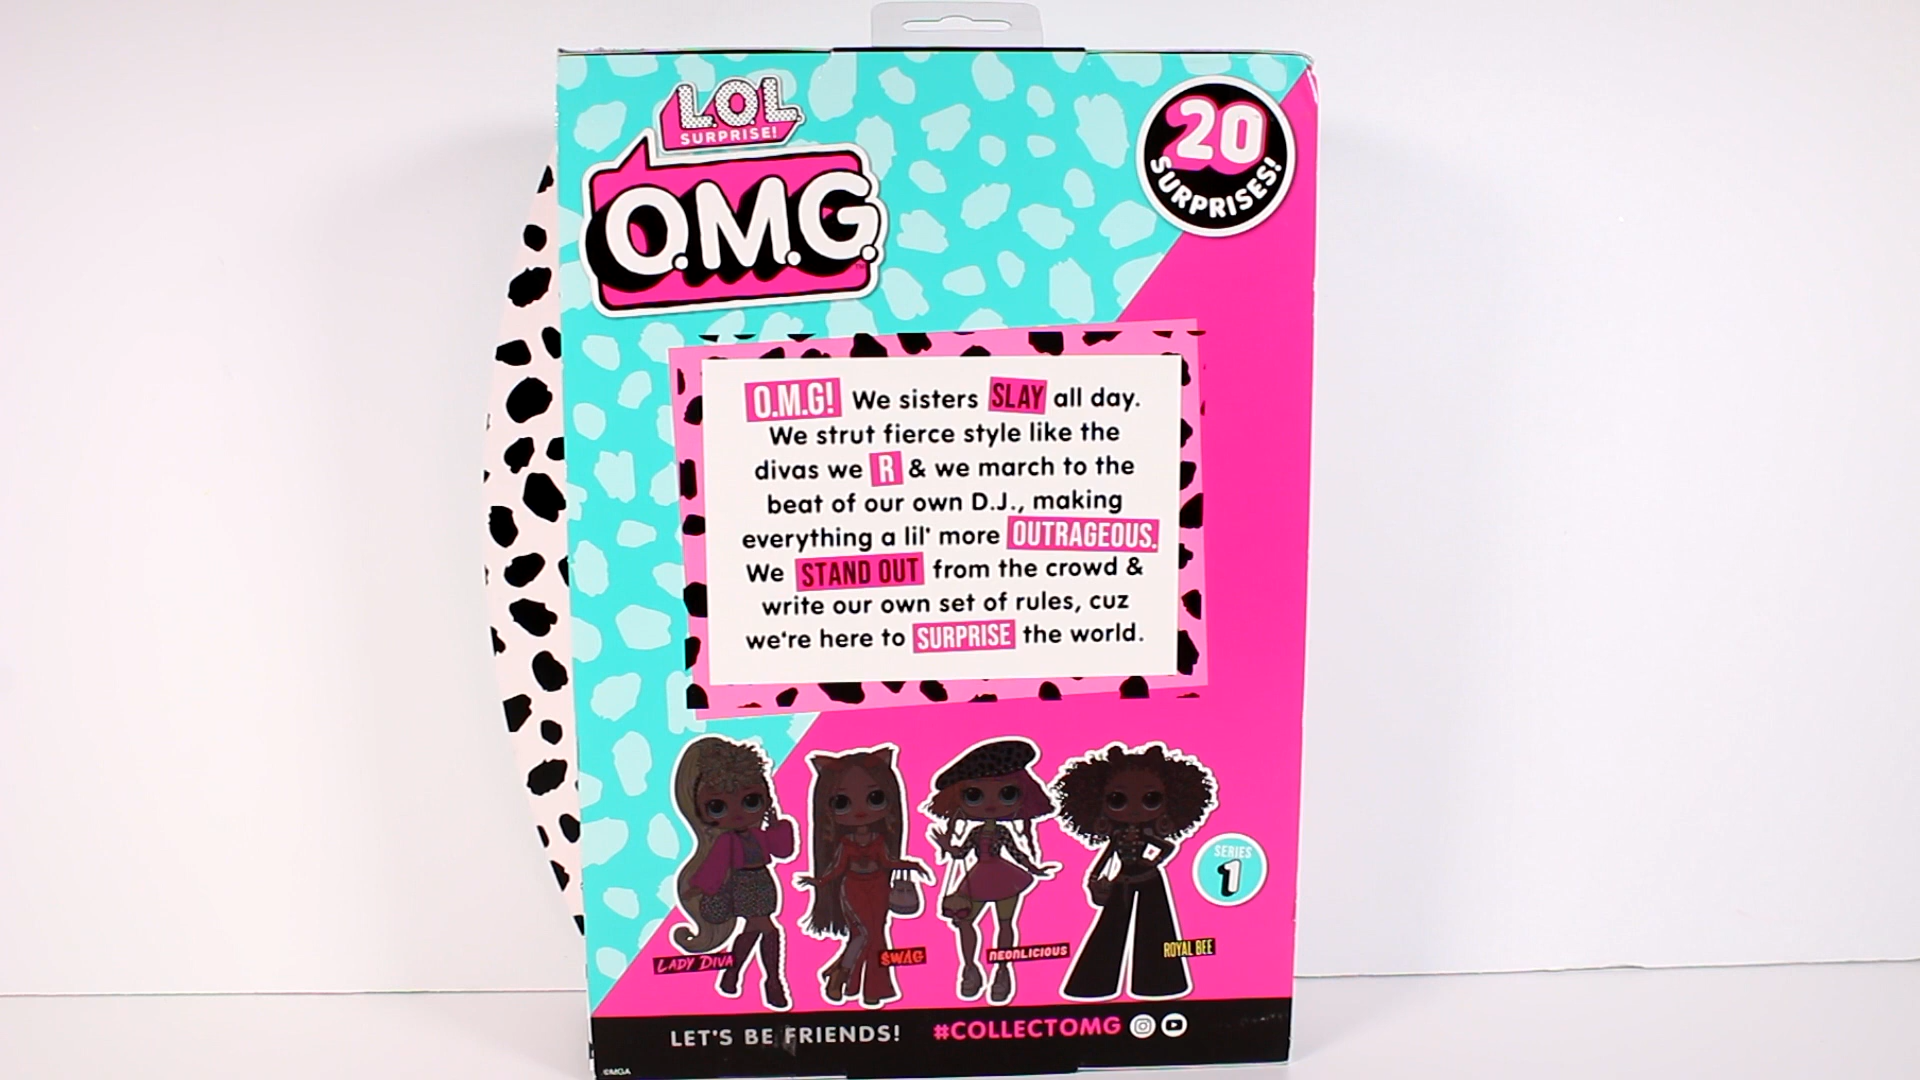 L.O.L.
SURPRISE!
O.M.G.
™
20
SURPRISES!
O.M.G! We sisters SLAY all day.
We strut fierce style like the
divas we R & we march to the
beat of our own D.J., making
everything a lil' more OUTRAGEOUS.
We STAND OUT from the crowd &
write our own set of rules, cuz
we're here to SURPRISE the world.
SERIES
1
LADY DIVA
SWAG
NEONLICIOUS
ROYAL BEE
LET'S BE FRIENDS! #COLLECTOMG
©MGA